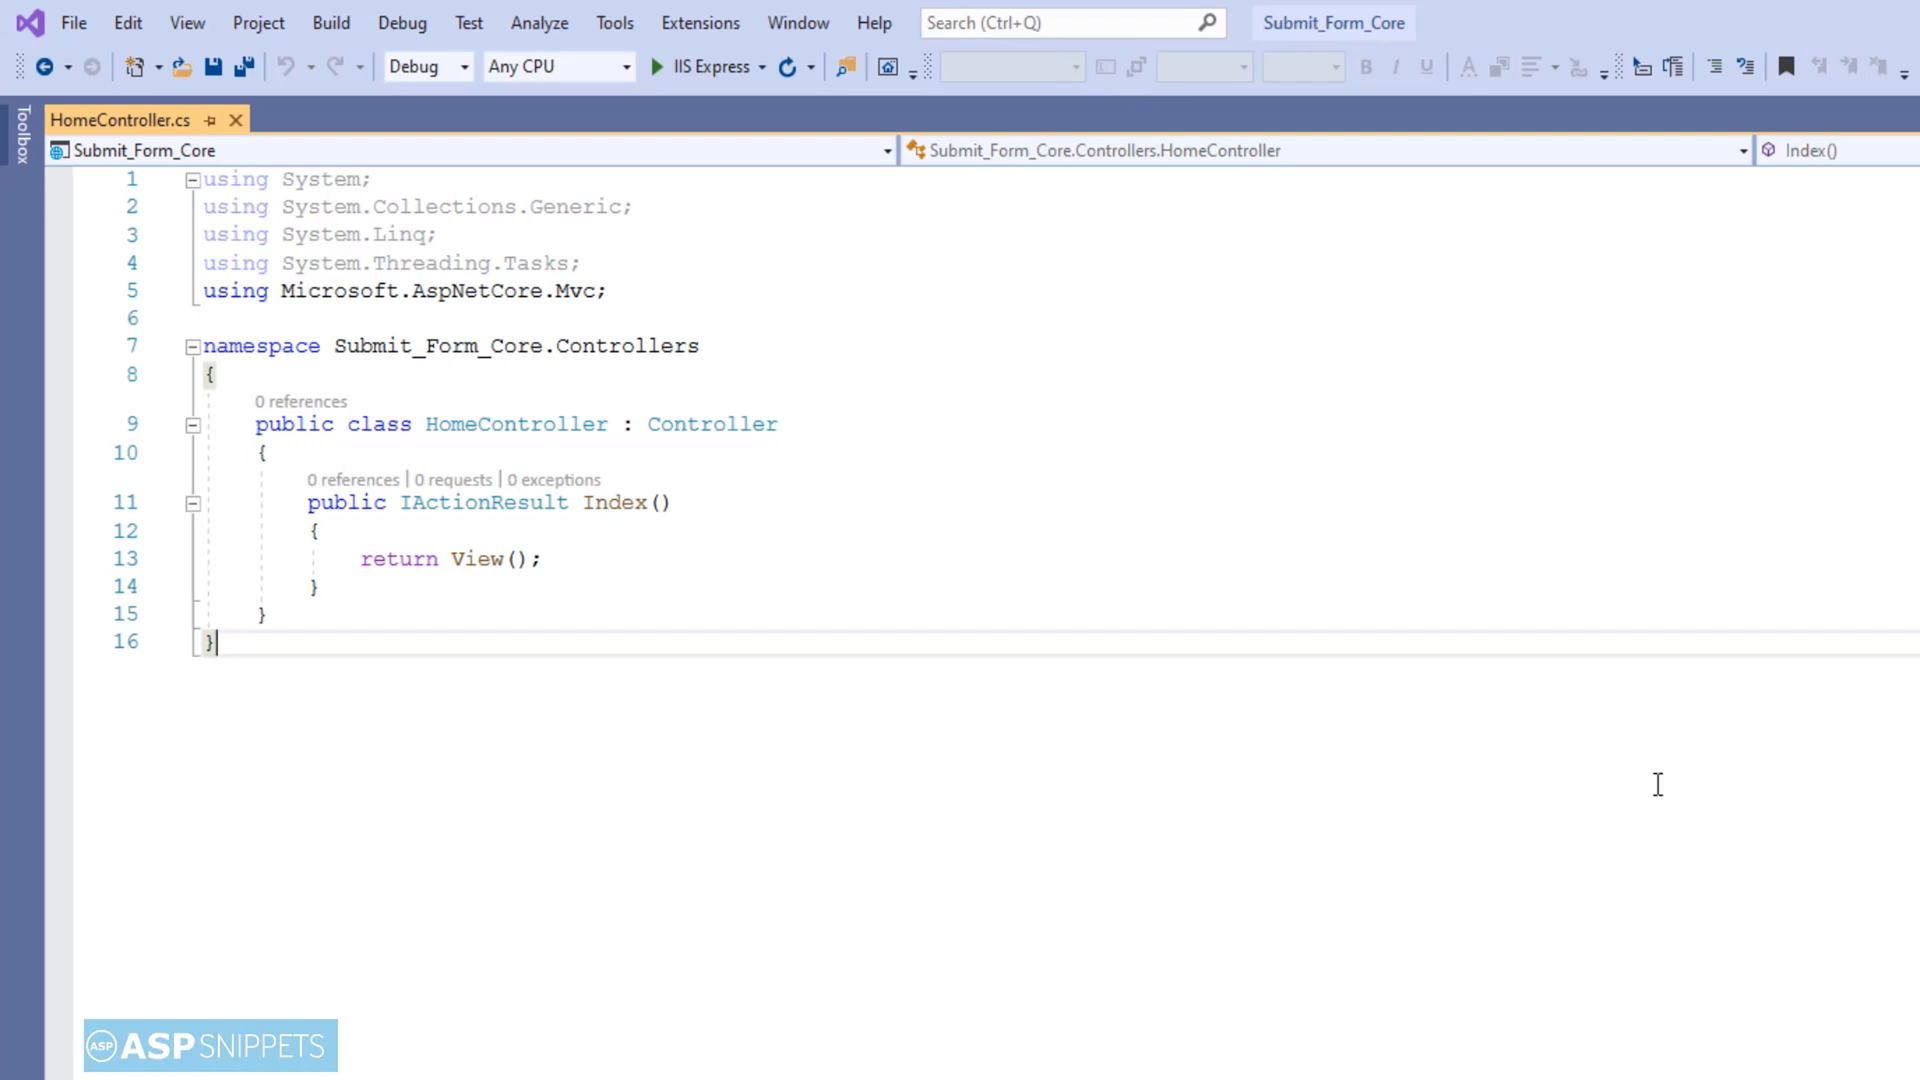 File Edit View Project Build Debug Test Analyze Tools Extensions Window Help Search (Ctrl+Q) Submit_Form_Core
Debug Any CPU IIS Express B I U A
Toolbox
HomeController.cs
Submit_Form_Core Submit_Form_Core.Controllers.HomeController Index()
1 using System;
2 using System.Collections.Generic;
3 using System.Linq;
4 using System.Threading.Tasks;
5 using Microsoft.AspNetCore.Mvc;
6
7 namespace Submit_Form_Core.Controllers
8 {
0 references
9 public class HomeController : Controller
10 {
0 references | 0 requests | 0 exceptions
11 public IActionResult Index()
12 {
13 return View();
14 }
15 }
16 }
ASP ASPSNIPPETS